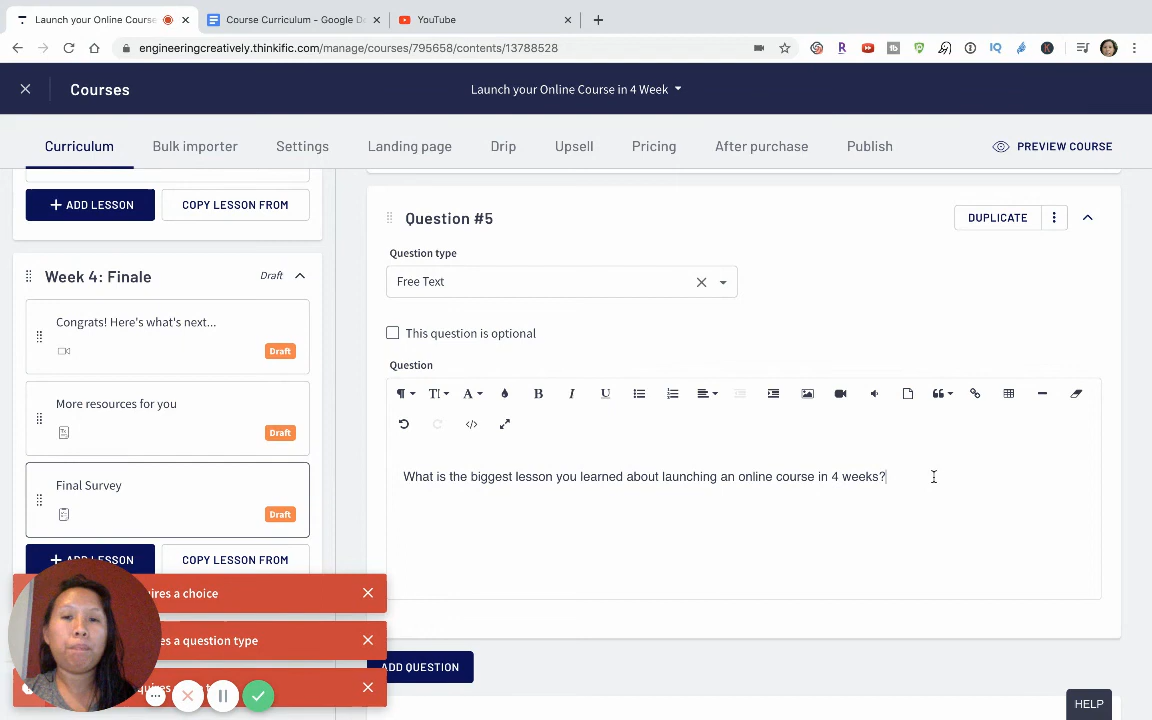 Launch your Online Course
Course Curriculum - Google Do
YouTube
engineeringcreatively.thinkific.com/manage/courses/795658/contents/13788528
Courses
Launch your Online Course in 4 Week
Curriculum
Bulk importer
Settings
Landing page
Drip
Upsell
Pricing
After purchase
Publish
PREVIEW COURSE
+ ADD LESSON
COPY LESSON FROM
Week 4: Finale
Draft
Congrats! Here's what's next...
Draft
More resources for you
Draft
Final Survey
Draft
+ ADD LESSON
COPY LESSON FROM
ires a choice
es a question type
Question #5
DUPLICATE
Question type
Free Text
This question is optional
Question
What is the biggest lesson you learned about launching an online course in 4 weeks?
ADD QUESTION
HELP